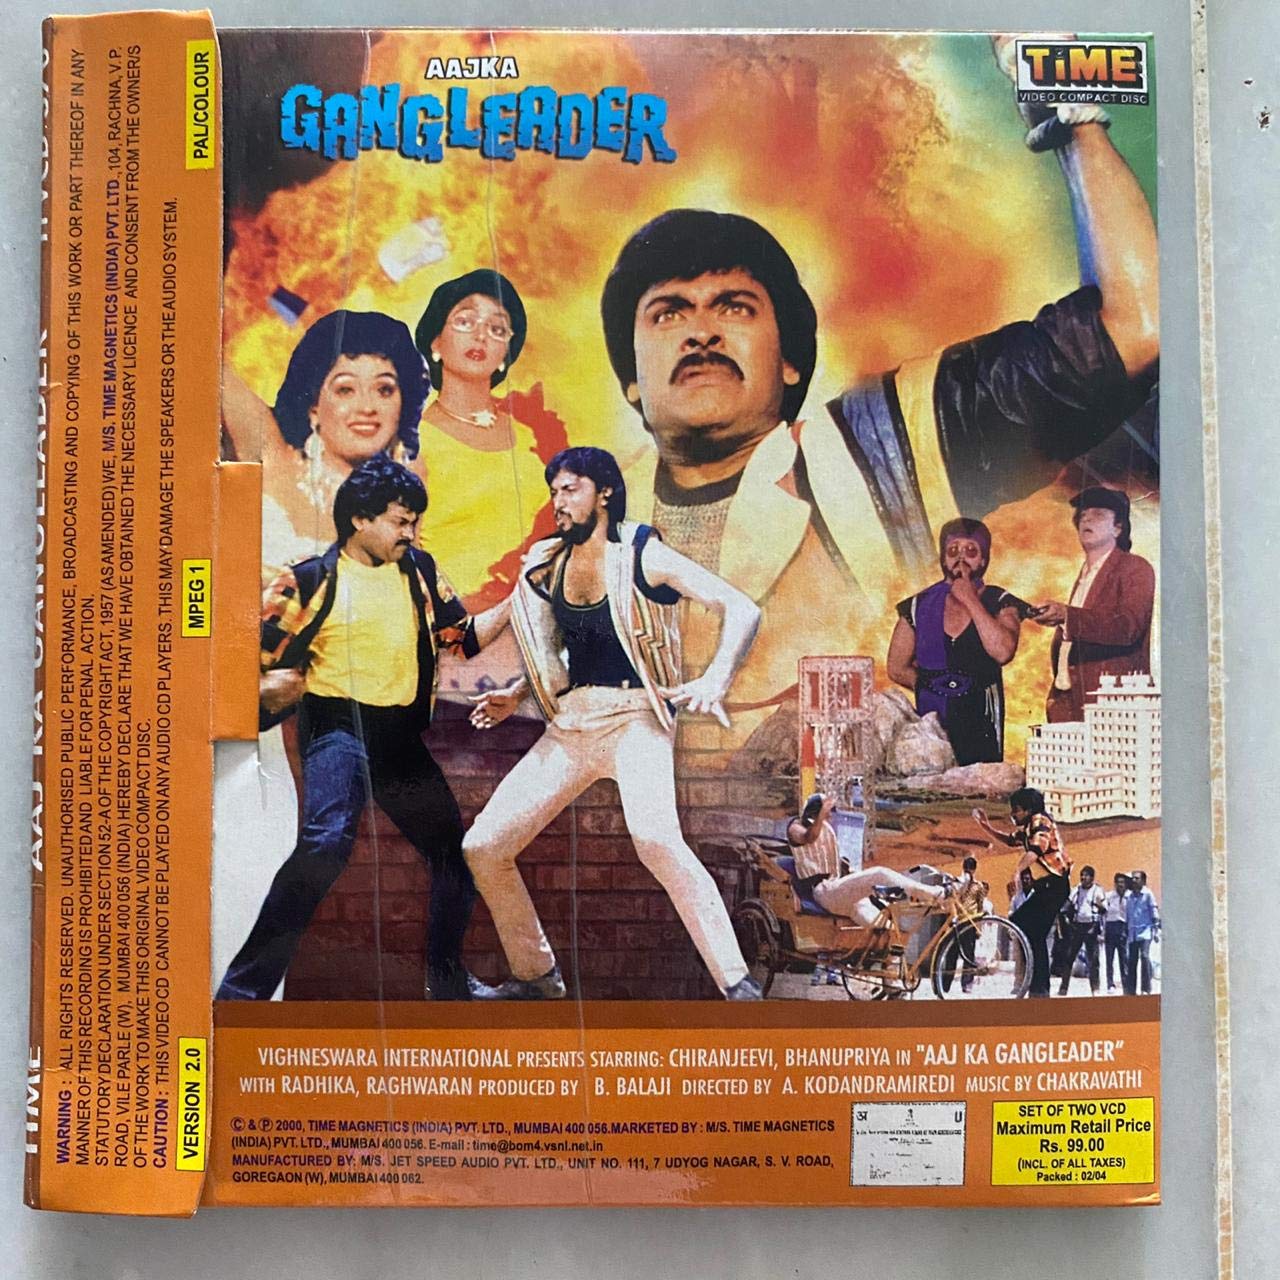 AAJKA
GANGLEADER
TiME
VIDEO COMPACT DISC
TIME
AAJ KA GANGLEADER
WARNING : ALL RIGHTS RESERVED. UNAUTHORISED PUBLIC PERFORMANCE, BROADCASTING AND COPYING OF THIS WORK OR PART THEREOF IN ANY
MANNER OF THIS RECORDING IS PROHIBITED AND LIABLE FOR PENAL ACTION.
STATUTORY DECLARATION UNDER SECTION 52-A OF THE COPYRIGHT ACT, 1957 (AS AMENDED) WE, M/S. TIME MAGNETICS (INDIA) PVT. LTD., 104, RACHNA, V. P.
ROAD, VILE PARLE (W), MUMBAI 400 056 (INDIA) HEREBY DECLARE THAT WE HAVE OBTAINED THE NECESSARY LICENCE AND CONSENT FROM THE OWNER/S
OF THE WORK TO MAKE THIS ORIGINAL VIDEO COMPACT DISC.
CAUTION : THIS VIDEO CD CANNOT BE PLAYED ON ANY AUDIO CD PLAYERS. THIS MAY DAMAGE THE SPEAKERS OR THE AUDIO SYSTEM.
VERSION 2.0
MPEG 1
PAL/COLOUR
VIGHNESWARA INTERNATIONAL PRESENTS STARRING: CHIRANJEEVI, BHANUPRIYA IN "AAJ KA GANGLEADER"
WITH RADHIKA, RAGHWARAN PRODUCED BY B. BALAJI DIRECTED BY A. KODANDRAMIREDI MUSIC BY CHAKRAVATHI
© & ℗ 2000, TIME MAGNETICS (INDIA) PVT. LTD., MUMBAI 400 056.MARKETED BY : M/S. TIME MAGNETICS
(INDIA) PVT. LTD., MUMBAI 400 056. E-mail : time@bom4.vsnl.net.in
MANUFACTURED BY: M/S. JET SPEED AUDIO PVT. LTD., UNIT NO. 111, 7 UDYOG NAGAR, S. V. ROAD,
GOREGAON (W), MUMBAI 400 062.
अ U
SET OF TWO VCD
Maximum Retail Price
Rs. 99.00
(INCL. OF ALL TAXES)
Packed : 02/04